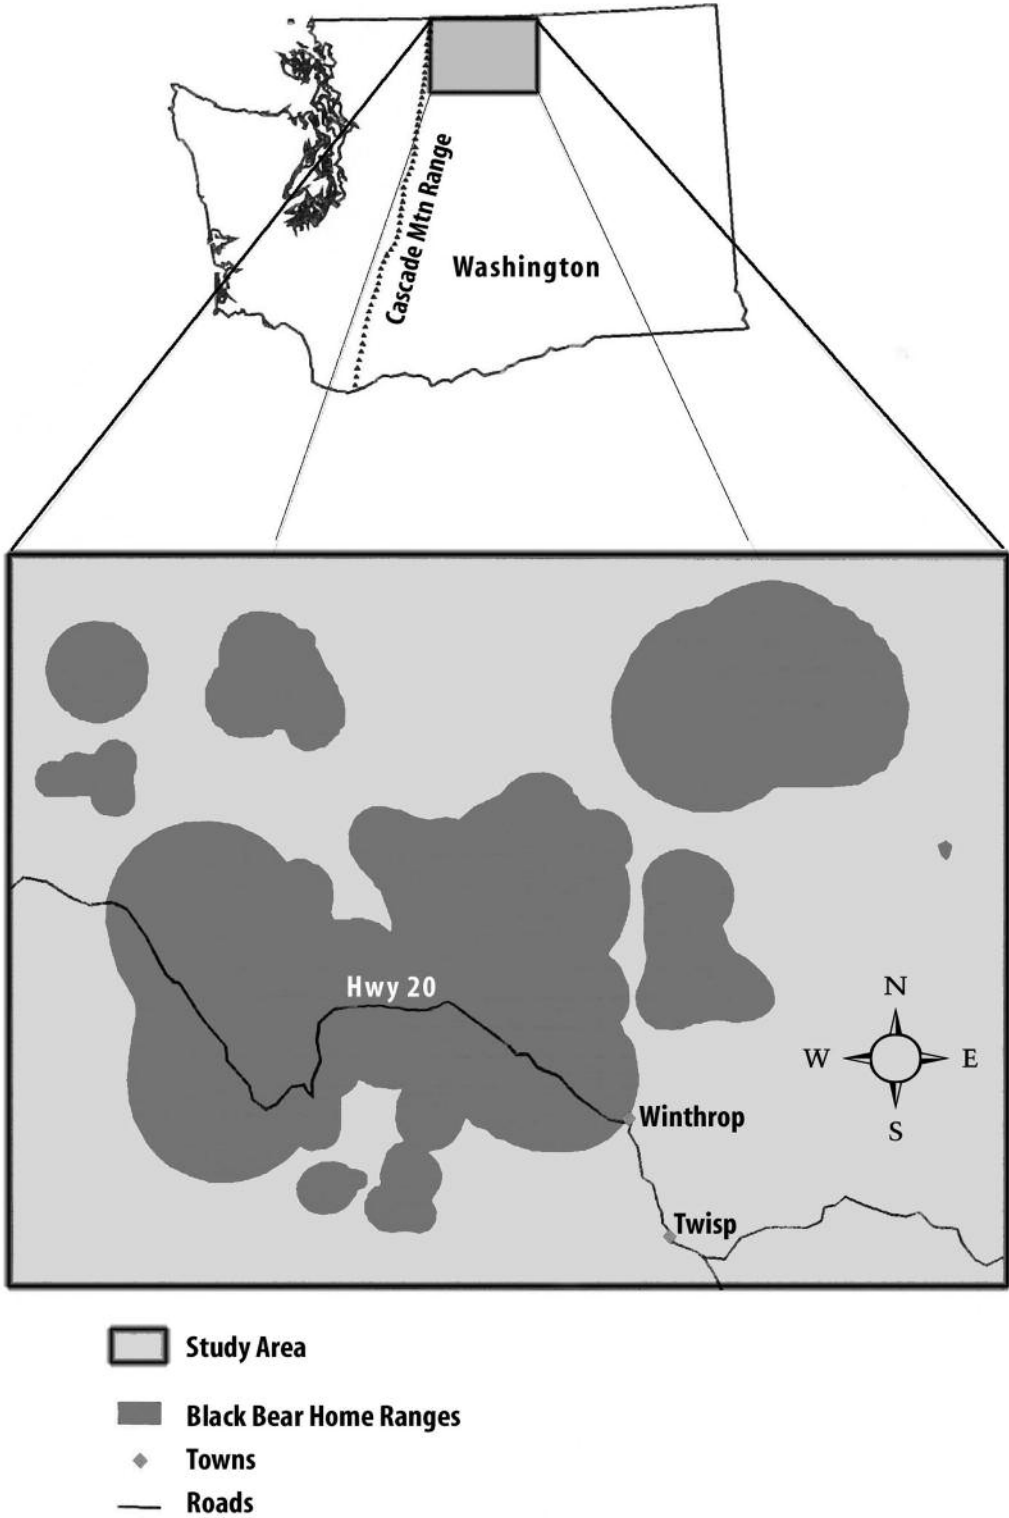 Cascade Mtn Range
Washington
Hwy 20
N
W E
S
Winthrop
Twisp
Study Area
Black Bear Home Ranges
Towns
Roads